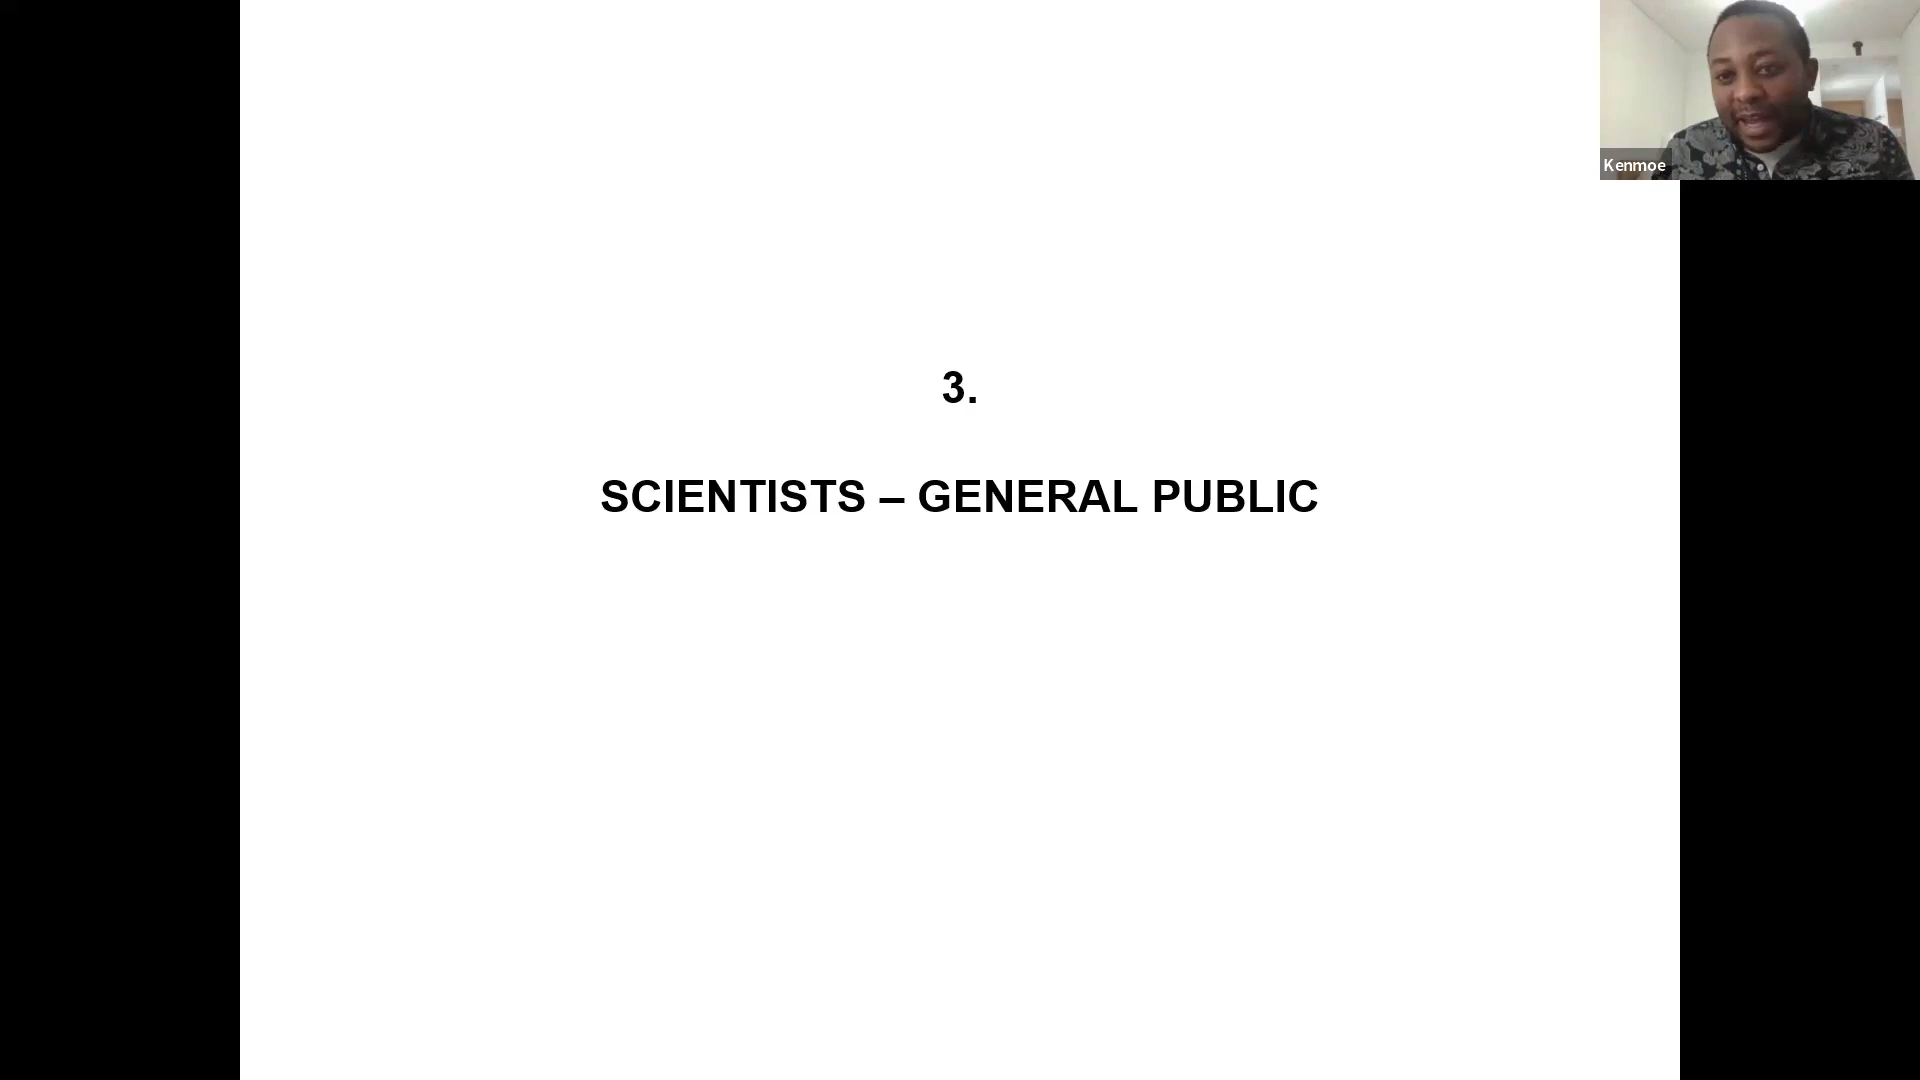 3.
SCIENTISTS – GENERAL PUBLIC
Kenmoe